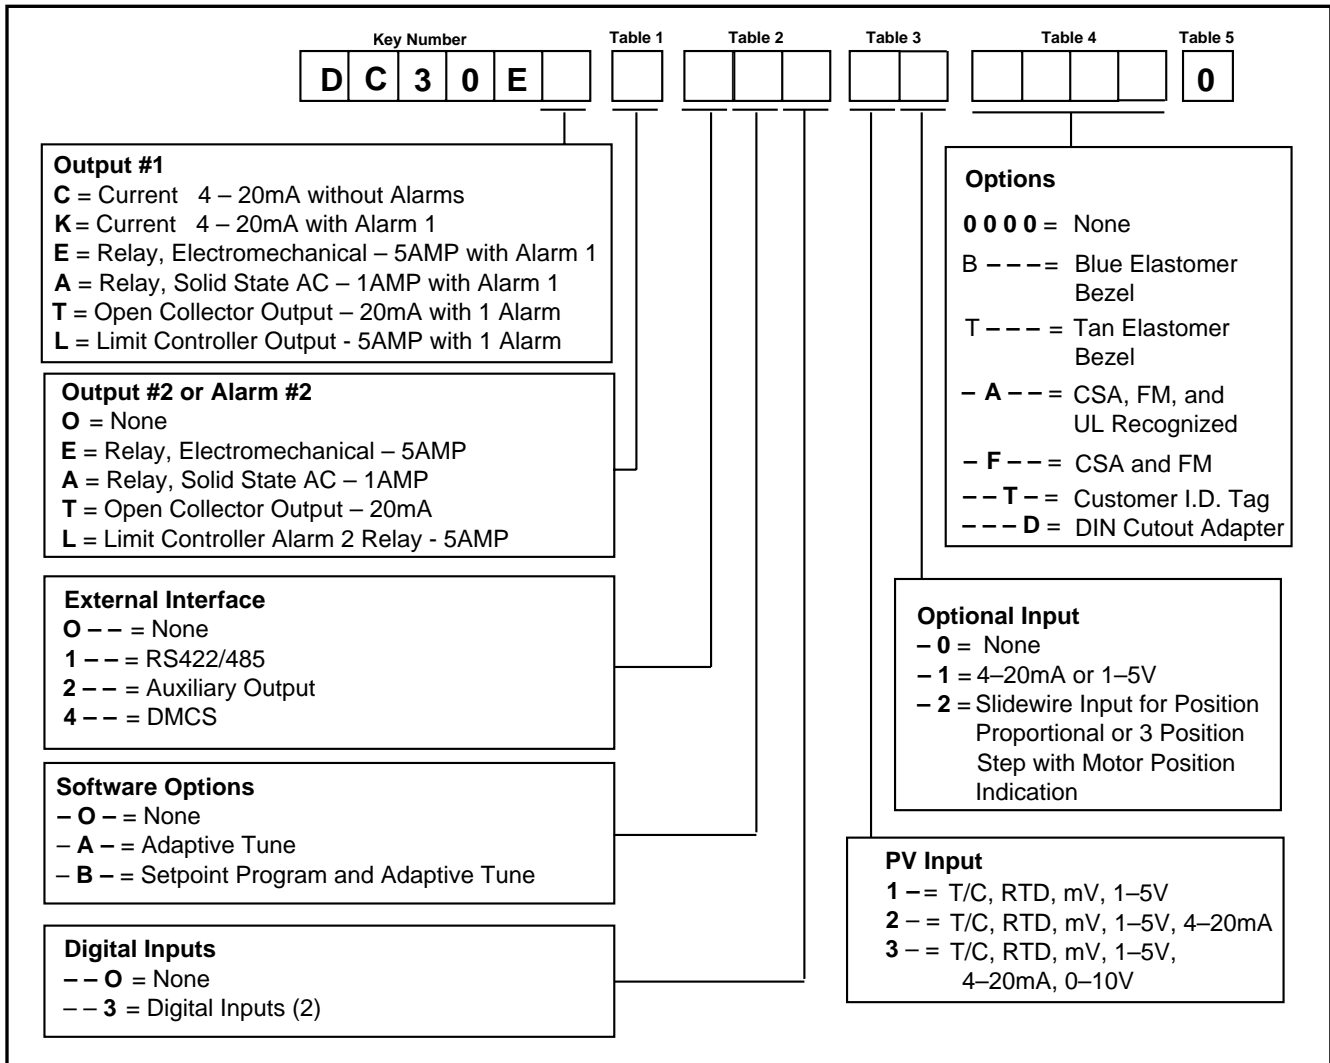 Key Number Table 1 Table 2 Table 3 Table 4 Table 5
D C 3 0 E 0
Output #1
C = Current 4 – 20mA without Alarms
K = Current 4 – 20mA with Alarm 1
E = Relay, Electromechanical – 5AMP with Alarm 1
A = Relay, Solid State AC – 1AMP with Alarm 1
T = Open Collector Output – 20mA with 1 Alarm
L = Limit Controller Output - 5AMP with 1 Alarm
Output #2 or Alarm #2
O = None
E = Relay, Electromechanical – 5AMP
A = Relay, Solid State AC – 1AMP
T = Open Collector Output – 20mA
L = Limit Controller Alarm 2 Relay - 5AMP
External Interface
O – – = None
1 – – = RS422/485
2 – – = Auxiliary Output
4 – – = DMCS
Software Options
– O – = None
– A – = Adaptive Tune
– B – = Setpoint Program and Adaptive Tune
Digital Inputs
– – O = None
– – 3 = Digital Inputs (2)
Options
0 0 0 0 = None
B – – – = Blue Elastomer
Bezel
T – – – = Tan Elastomer
Bezel
– A – – = CSA, FM, and
UL Recognized
– F – – = CSA and FM
– – T – = Customer I.D. Tag
– – – D = DIN Cutout Adapter
Optional Input
– 0 = None
– 1 = 4–20mA or 1–5V
– 2 = Slidewire Input for Position
Proportional or 3 Position
Step with Motor Position
Indication
PV Input
1 – = T/C, RTD, mV, 1–5V
2 – = T/C, RTD, mV, 1–5V, 4–20mA
3 – = T/C, RTD, mV, 1–5V,
4–20mA, 0–10V